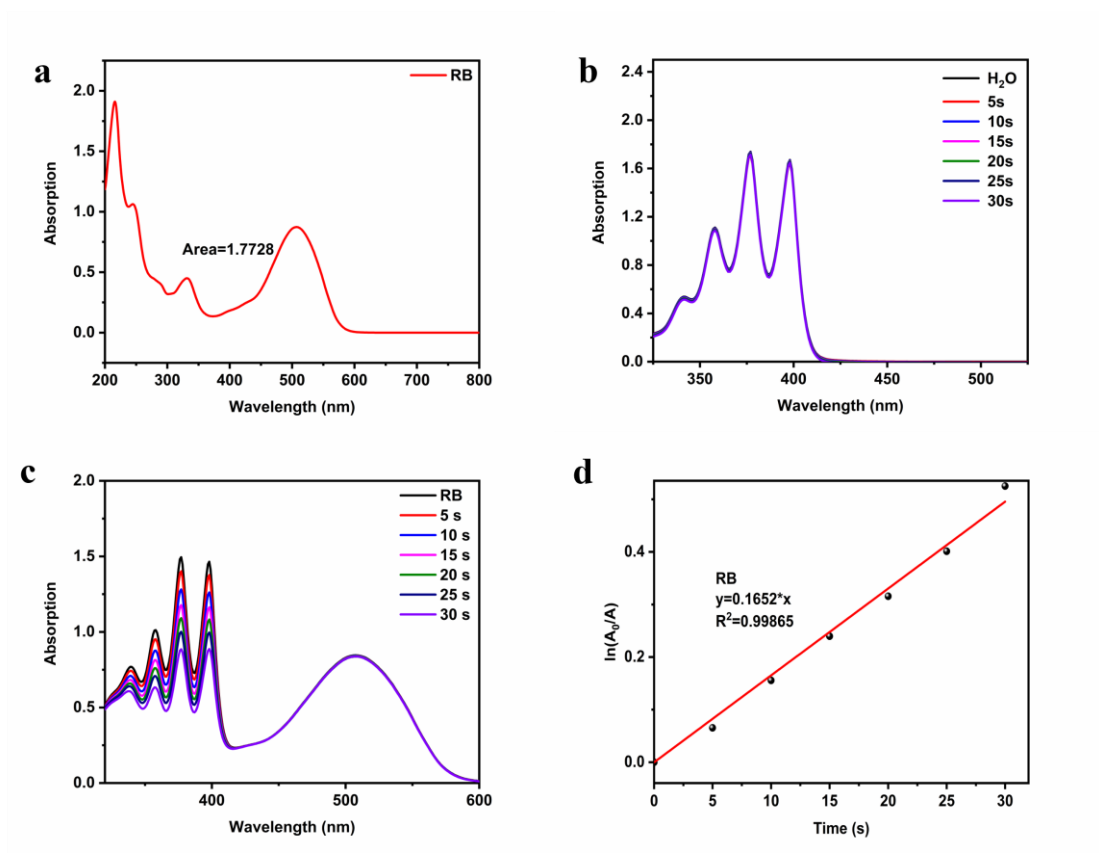 a
RB
Area=1.7728
2.0
1.5
1.0
0.5
0.0
200 300 400 500 600 700 800
Absorption
Wavelength (nm)
b
H₂O
5s
10s
15s
20s
25s
30s
2.4
2.0
1.6
1.2
0.8
0.4
0.0
350 400 450 500
Absorption
Wavelength (nm)
c
RB
5 s
10 s
15 s
20 s
25 s
30 s
2.0
1.5
1.0
0.5
0.0
400 500 600
Absorption
Wavelength (nm)
d
RB
y=0.1652*x
R²=0.99865
0.4
0.2
0.0
0 5 10 15 20 25 30
ln(A₀/A)
Time (s)